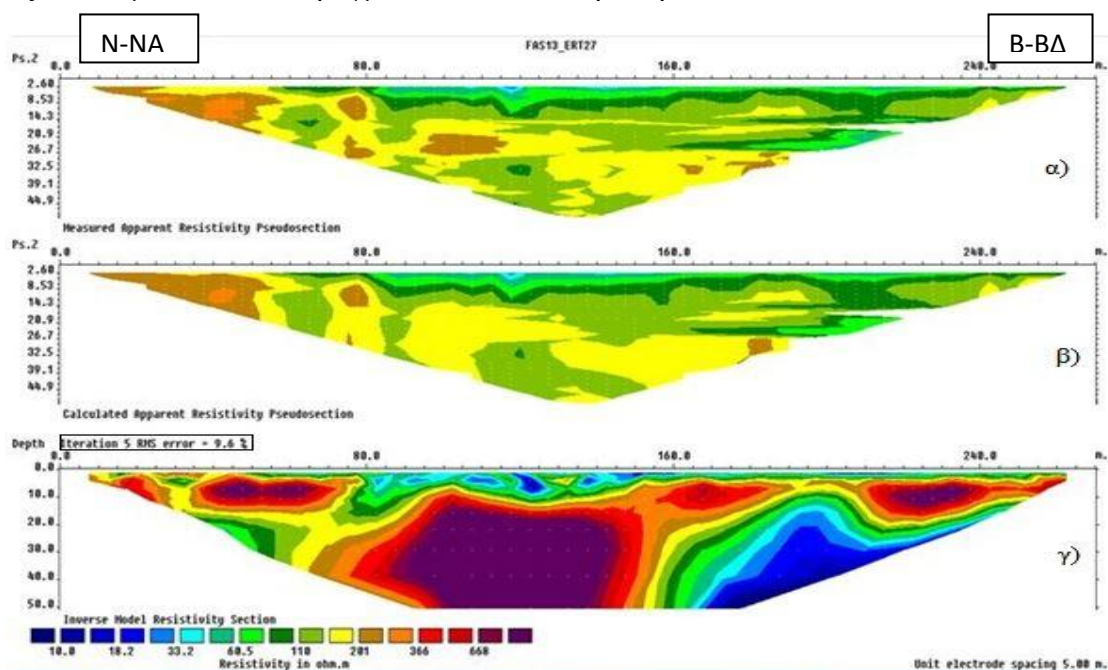 N-NA
B-BΔ
FAS13_ERT27
Ps.Z 0.0 80.0 160.0 240.0 m.
2.60
8.53
14.3
20.9
26.7
32.5
39.1
44.9
α)
Measured Apparent Resistivity Pseudosection
Ps.Z 0.0 80.0 160.0 240.0 m.
2.60
8.53
14.3
20.9
26.7
32.5
39.1
44.9
β)
Calculated Apparent Resistivity Pseudosection
Depth Iteration 5 RMS error = 9.6 %
0.0 80.0 160.0 240.0 m.
0.0
10.0
20.0
30.0
40.0
50.0
γ)
Inverse Model Resistivity Section
10.0 18.2 33.2 60.5 110 201 366 668
Resistivity in ohm.m
Unit electrode spacing 5.00 m.